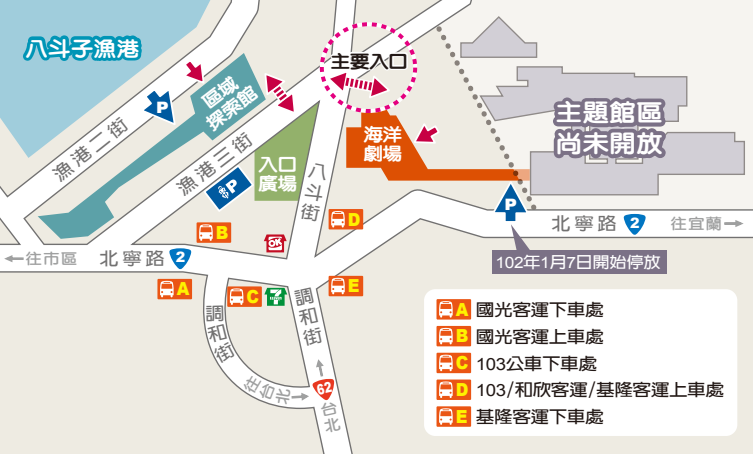 八斗子漁港
主要入口
P
區域
探索館
主題館區
尚未開放
海洋
劇場
漁港二街
漁港三街
入口
廣場
八斗街
$P
P
B
D
OK
北寧路 2
往宜蘭→
←往市區
北寧路 2
102年1月7日開始停放
A
C
7
E
調和街
調和街
往台北→
62
↑台北
A 國光客運下車處
B 國光客運上車處
C 103公車下車處
D 103/和欣客運/基隆客運上車處
E 基隆客運下車處